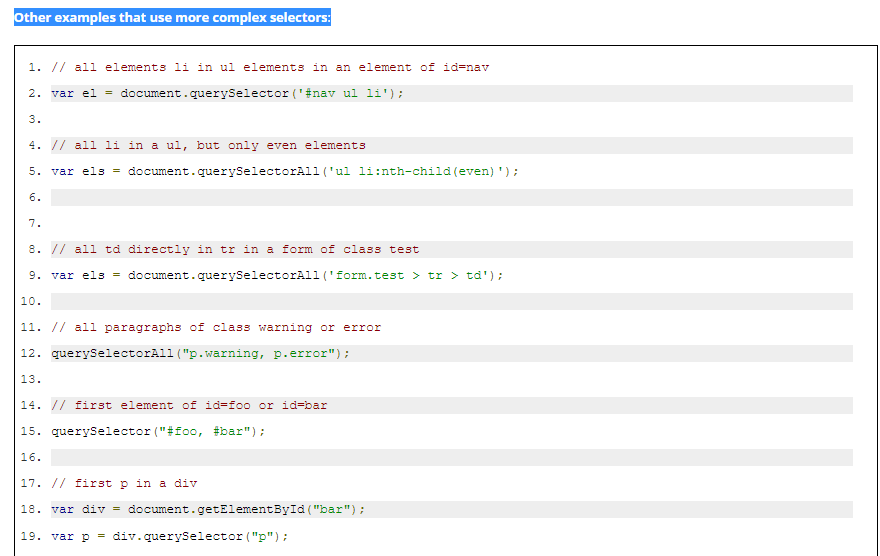 Other examples that use more complex selectors:
1. // all elements li in ul elements in an element of id=nav
2. var el = document.querySelector('#nav ul li');
3.
4. // all li in a ul, but only even elements
5. var els = document.querySelectorAll('ul li:nth-child(even)');
6.
7.
8. // all td directly in tr in a form of class test
9. var els = document.querySelectorAll('form.test > tr > td');
10.
11. // all paragraphs of class warning or error
12. querySelectorAll("p.warning, p.error");
13.
14. // first element of id=foo or id=bar
15. querySelector("#foo, #bar");
16.
17. // first p in a div
18. var div = document.getElementById("bar");
19. var p = div.querySelector("p");